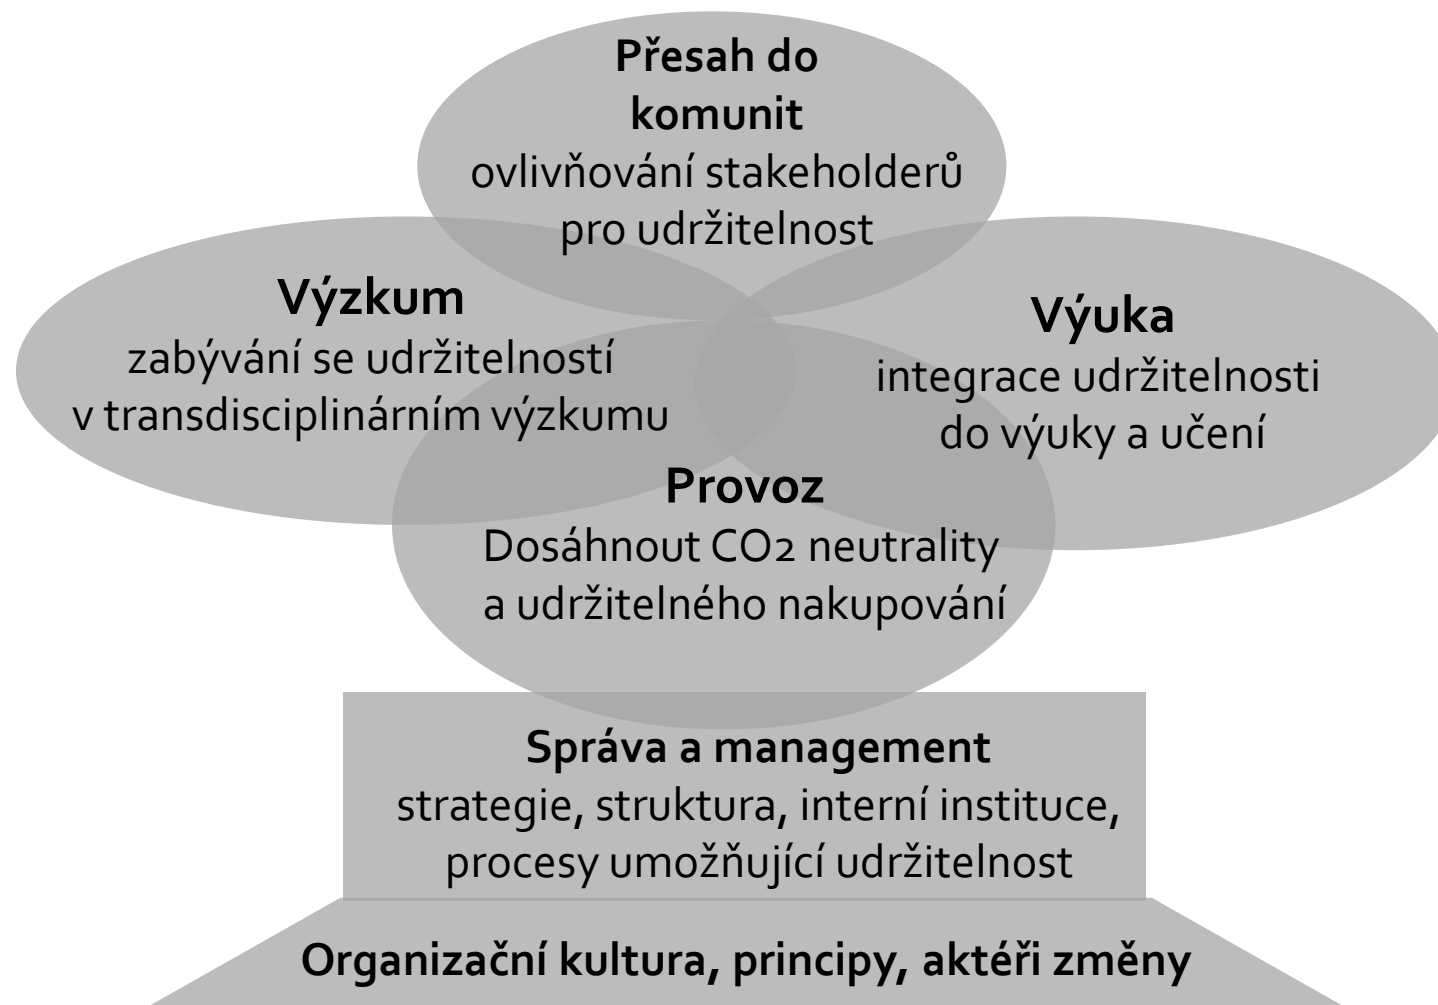 Přesah do
komunit
ovlivňování stakeholderů
pro udržitelnost
Výzkum
zabývání se udržitelností
v transdisciplinárním výzkumu
Výuka
integrace udržitelnosti
do výuky a učení
Provoz
Dosáhnout CO2 neutrality
a udržitelného nakupování
Správa a management
strategie, struktura, interní instituce,
procesy umožňující udržitelnost
Organizační kultura, principy, aktéři změny